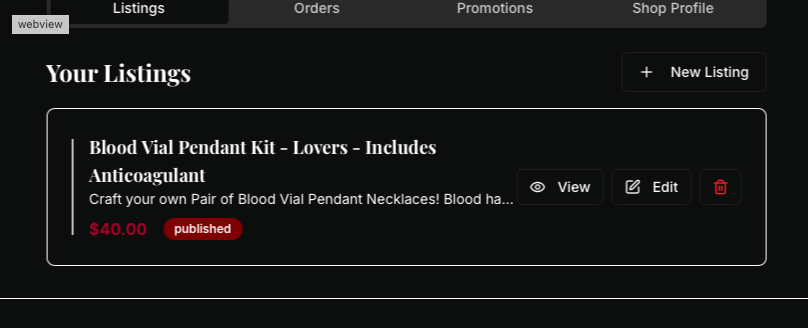 Listings Orders Promotions Shop Profile
webview
Your Listings
New Listing
Blood Vial Pendant Kit - Lovers - Includes
Anticoagulant
Craft your own Pair of Blood Vial Pendant Necklaces! Blood ha...
View Edit
$40.00 published